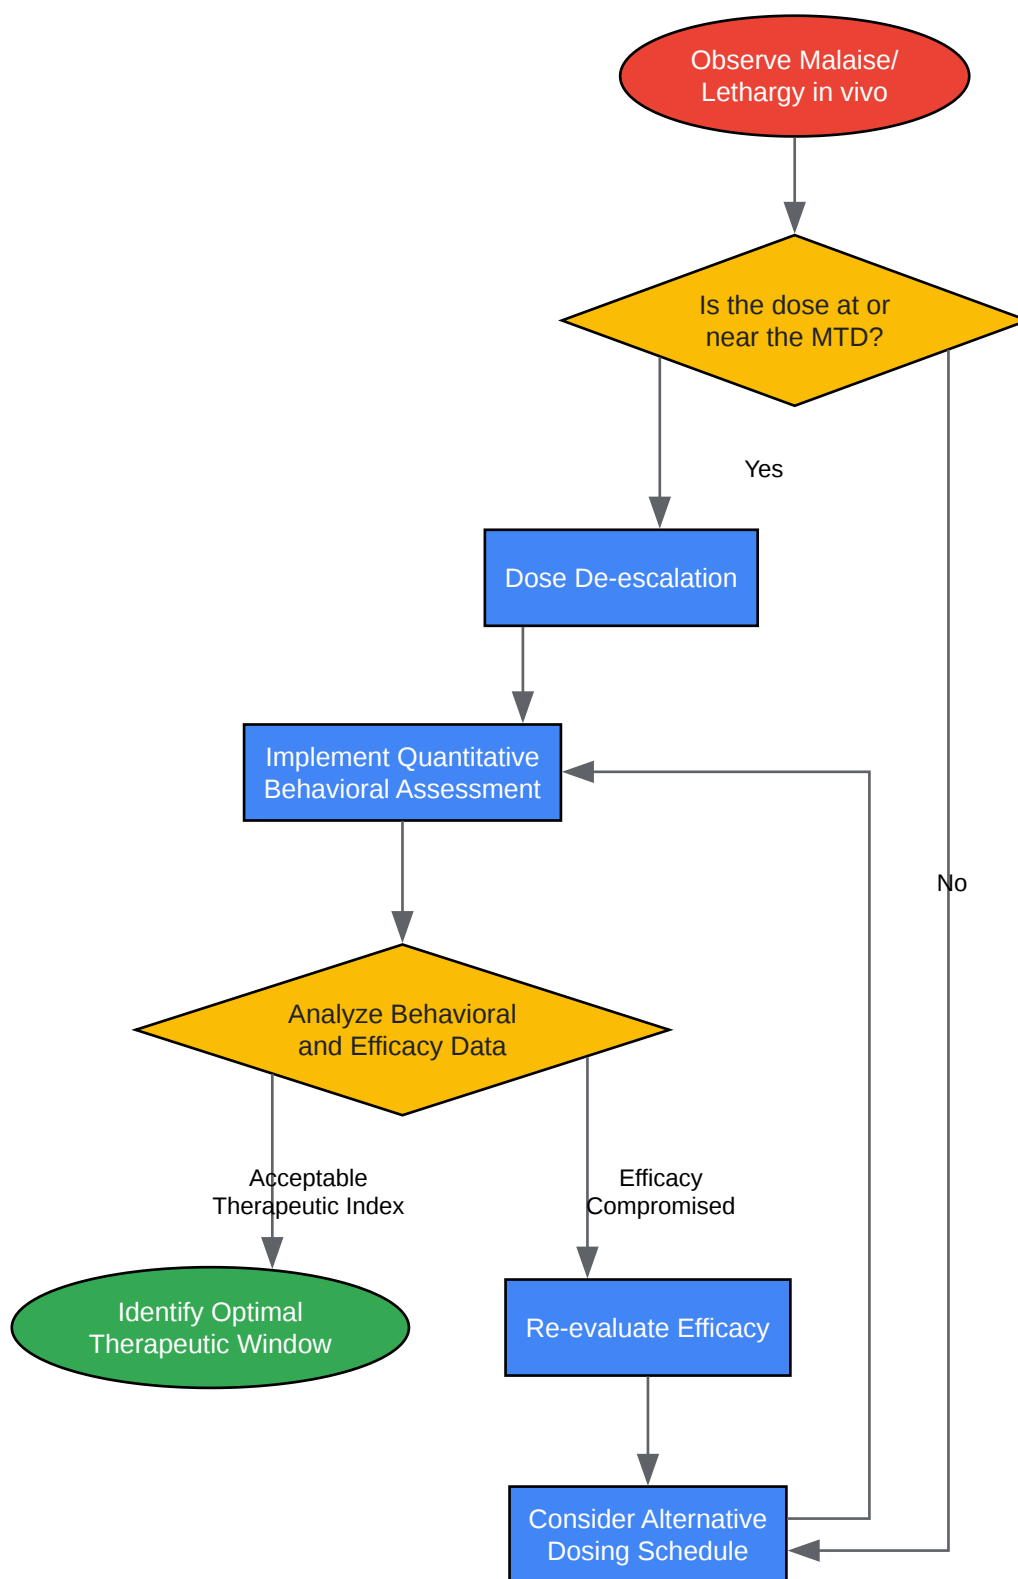 Observe Malaise/
Lethargy in vivo
Is the dose at or
near the MTD?
Yes
Dose De-escalation
Implement Quantitative
Behavioral Assessment
No
Analyze Behavioral
and Efficacy Data
Acceptable
Therapeutic Index
Efficacy
Compromised
Identify Optimal
Therapeutic Window
Re-evaluate Efficacy
Consider Alternative
Dosing Schedule